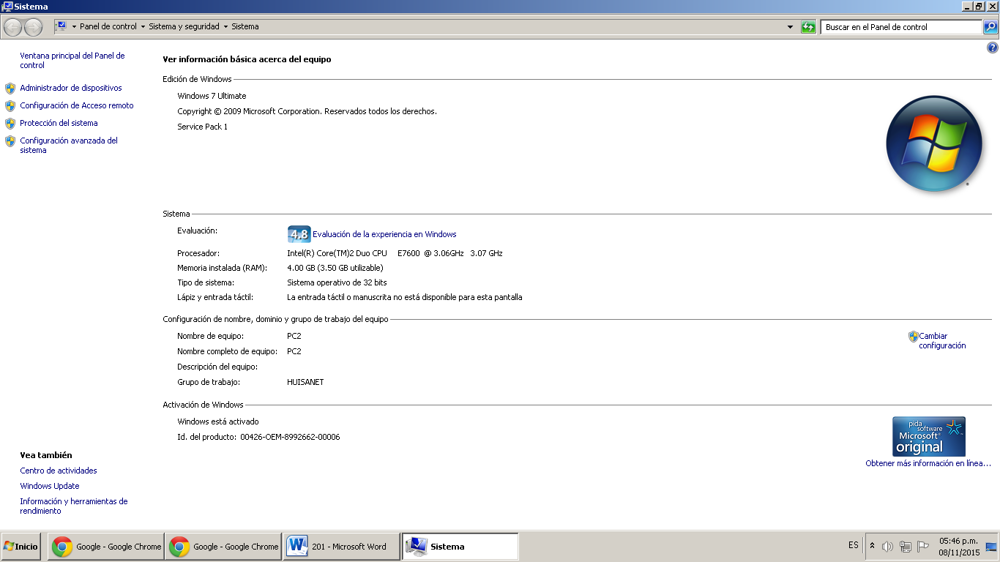 Sistema
Panel de control
Sistema y seguridad
Sistema
Buscar en el Panel de control
Ventana principal del Panel de
control
Administrador de dispositivos
Configuración de Acceso remoto
Protección del sistema
Configuración avanzada del
sistema
Ver información básica acerca del equipo
Edición de Windows
Windows 7 Ultimate
Copyright © 2009 Microsoft Corporation. Reservados todos los derechos.
Service Pack 1
Sistema
Evaluación:
4,8
Evaluación de la experiencia en Windows
Procesador:
Intel(R) Core(TM)2 Duo CPU E7600 @ 3.06GHz 3.07 GHz
Memoria instalada (RAM):
4.00 GB (3.50 GB utilizable)
Tipo de sistema:
Sistema operativo de 32 bits
Lápiz y entrada táctil:
La entrada táctil o manuscrita no está disponible para esta pantalla
Configuración de nombre, dominio y grupo de trabajo del equipo
Nombre de equipo:
PC2
Cambiar
configuración
Nombre completo de equipo:
PC2
Descripción del equipo:
Grupo de trabajo:
HUISANET
Activación de Windows
Windows está activado
Id. del producto: 00426-OEM-8992662-00006
pida
software
Microsoft®
original
Obtener más información en línea...
Vea también
Centro de actividades
Windows Update
Información y herramientas de
rendimiento
Inicio
Google - Google Chrome
Google - Google Chrome
201 - Microsoft Word
Sistema
ES
05:46 p.m.
08/11/2015